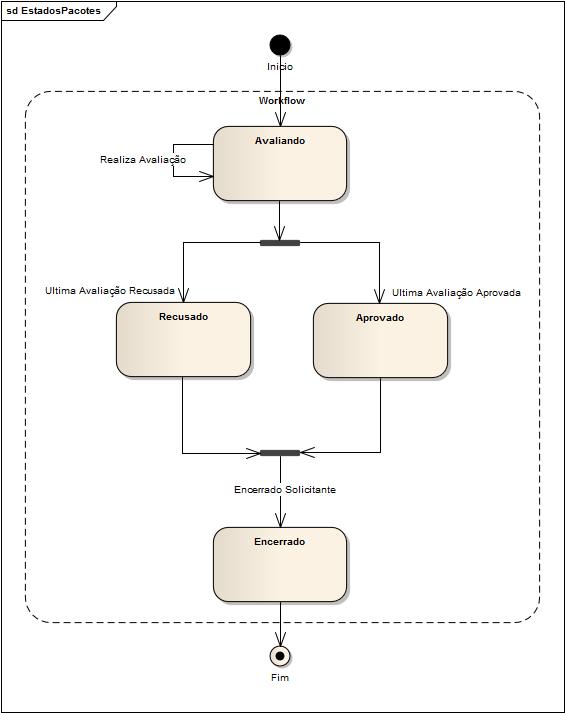 sd EstadosPacotes
Inicio
Workflow
Avaliando
Realiza Avaliação
Ultima Avaliação Recusada
Ultima Avaliação Aprovada
Recusado
Aprovado
Encerrado Solicitante
Encerrado
Fim